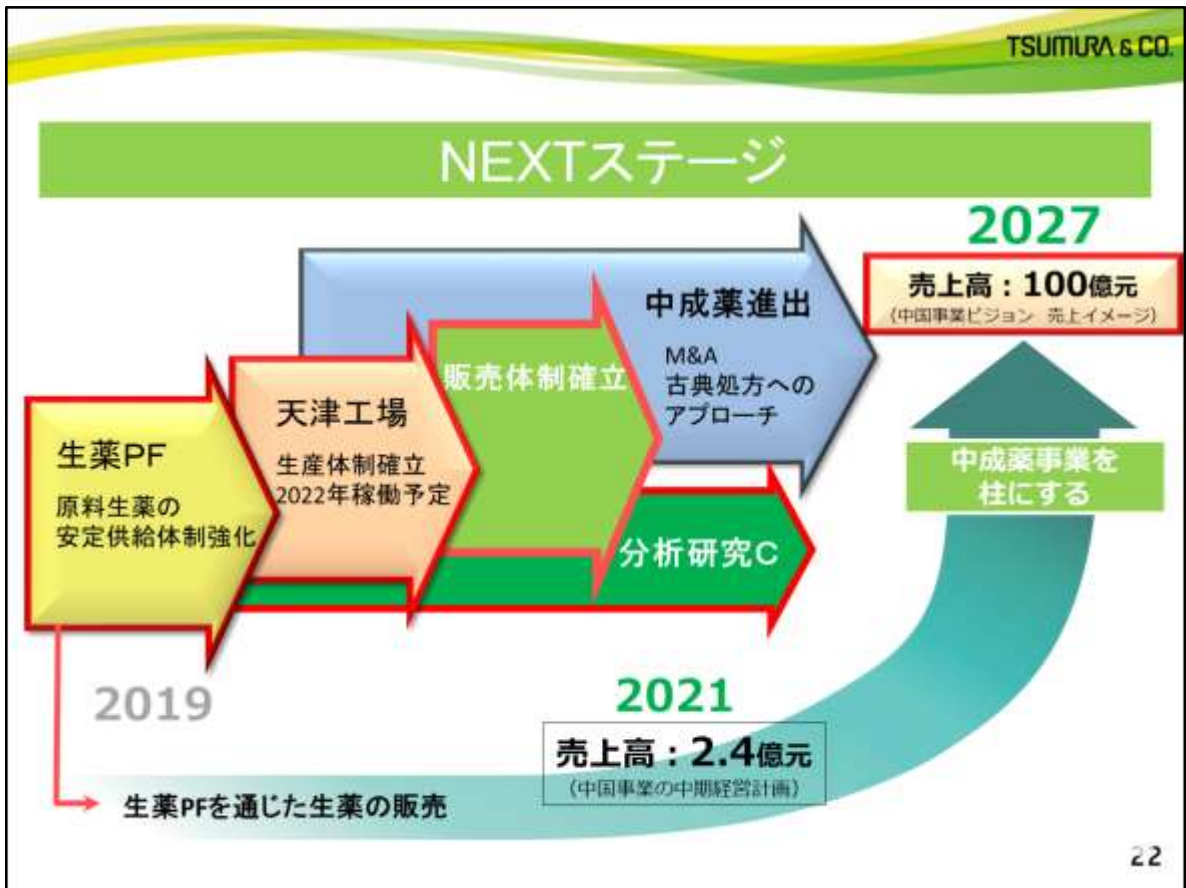 TSUMURA & CO.
NEXTステージ
2027
売上高:100億元
(中国事業ビジョン 売上イメージ)
中成薬進出
M&A
古典処方への
アプローチ
販売体制確立
天津工場
生産体制確立
2022年稼働予定
生薬PF
原料生薬の
安定供給体制強化
分析研究C
中成薬事業を
柱にする
2019
2021
売上高:2.4億元
(中国事業の中期経営計画)
生薬PFを通じた生薬の販売
22